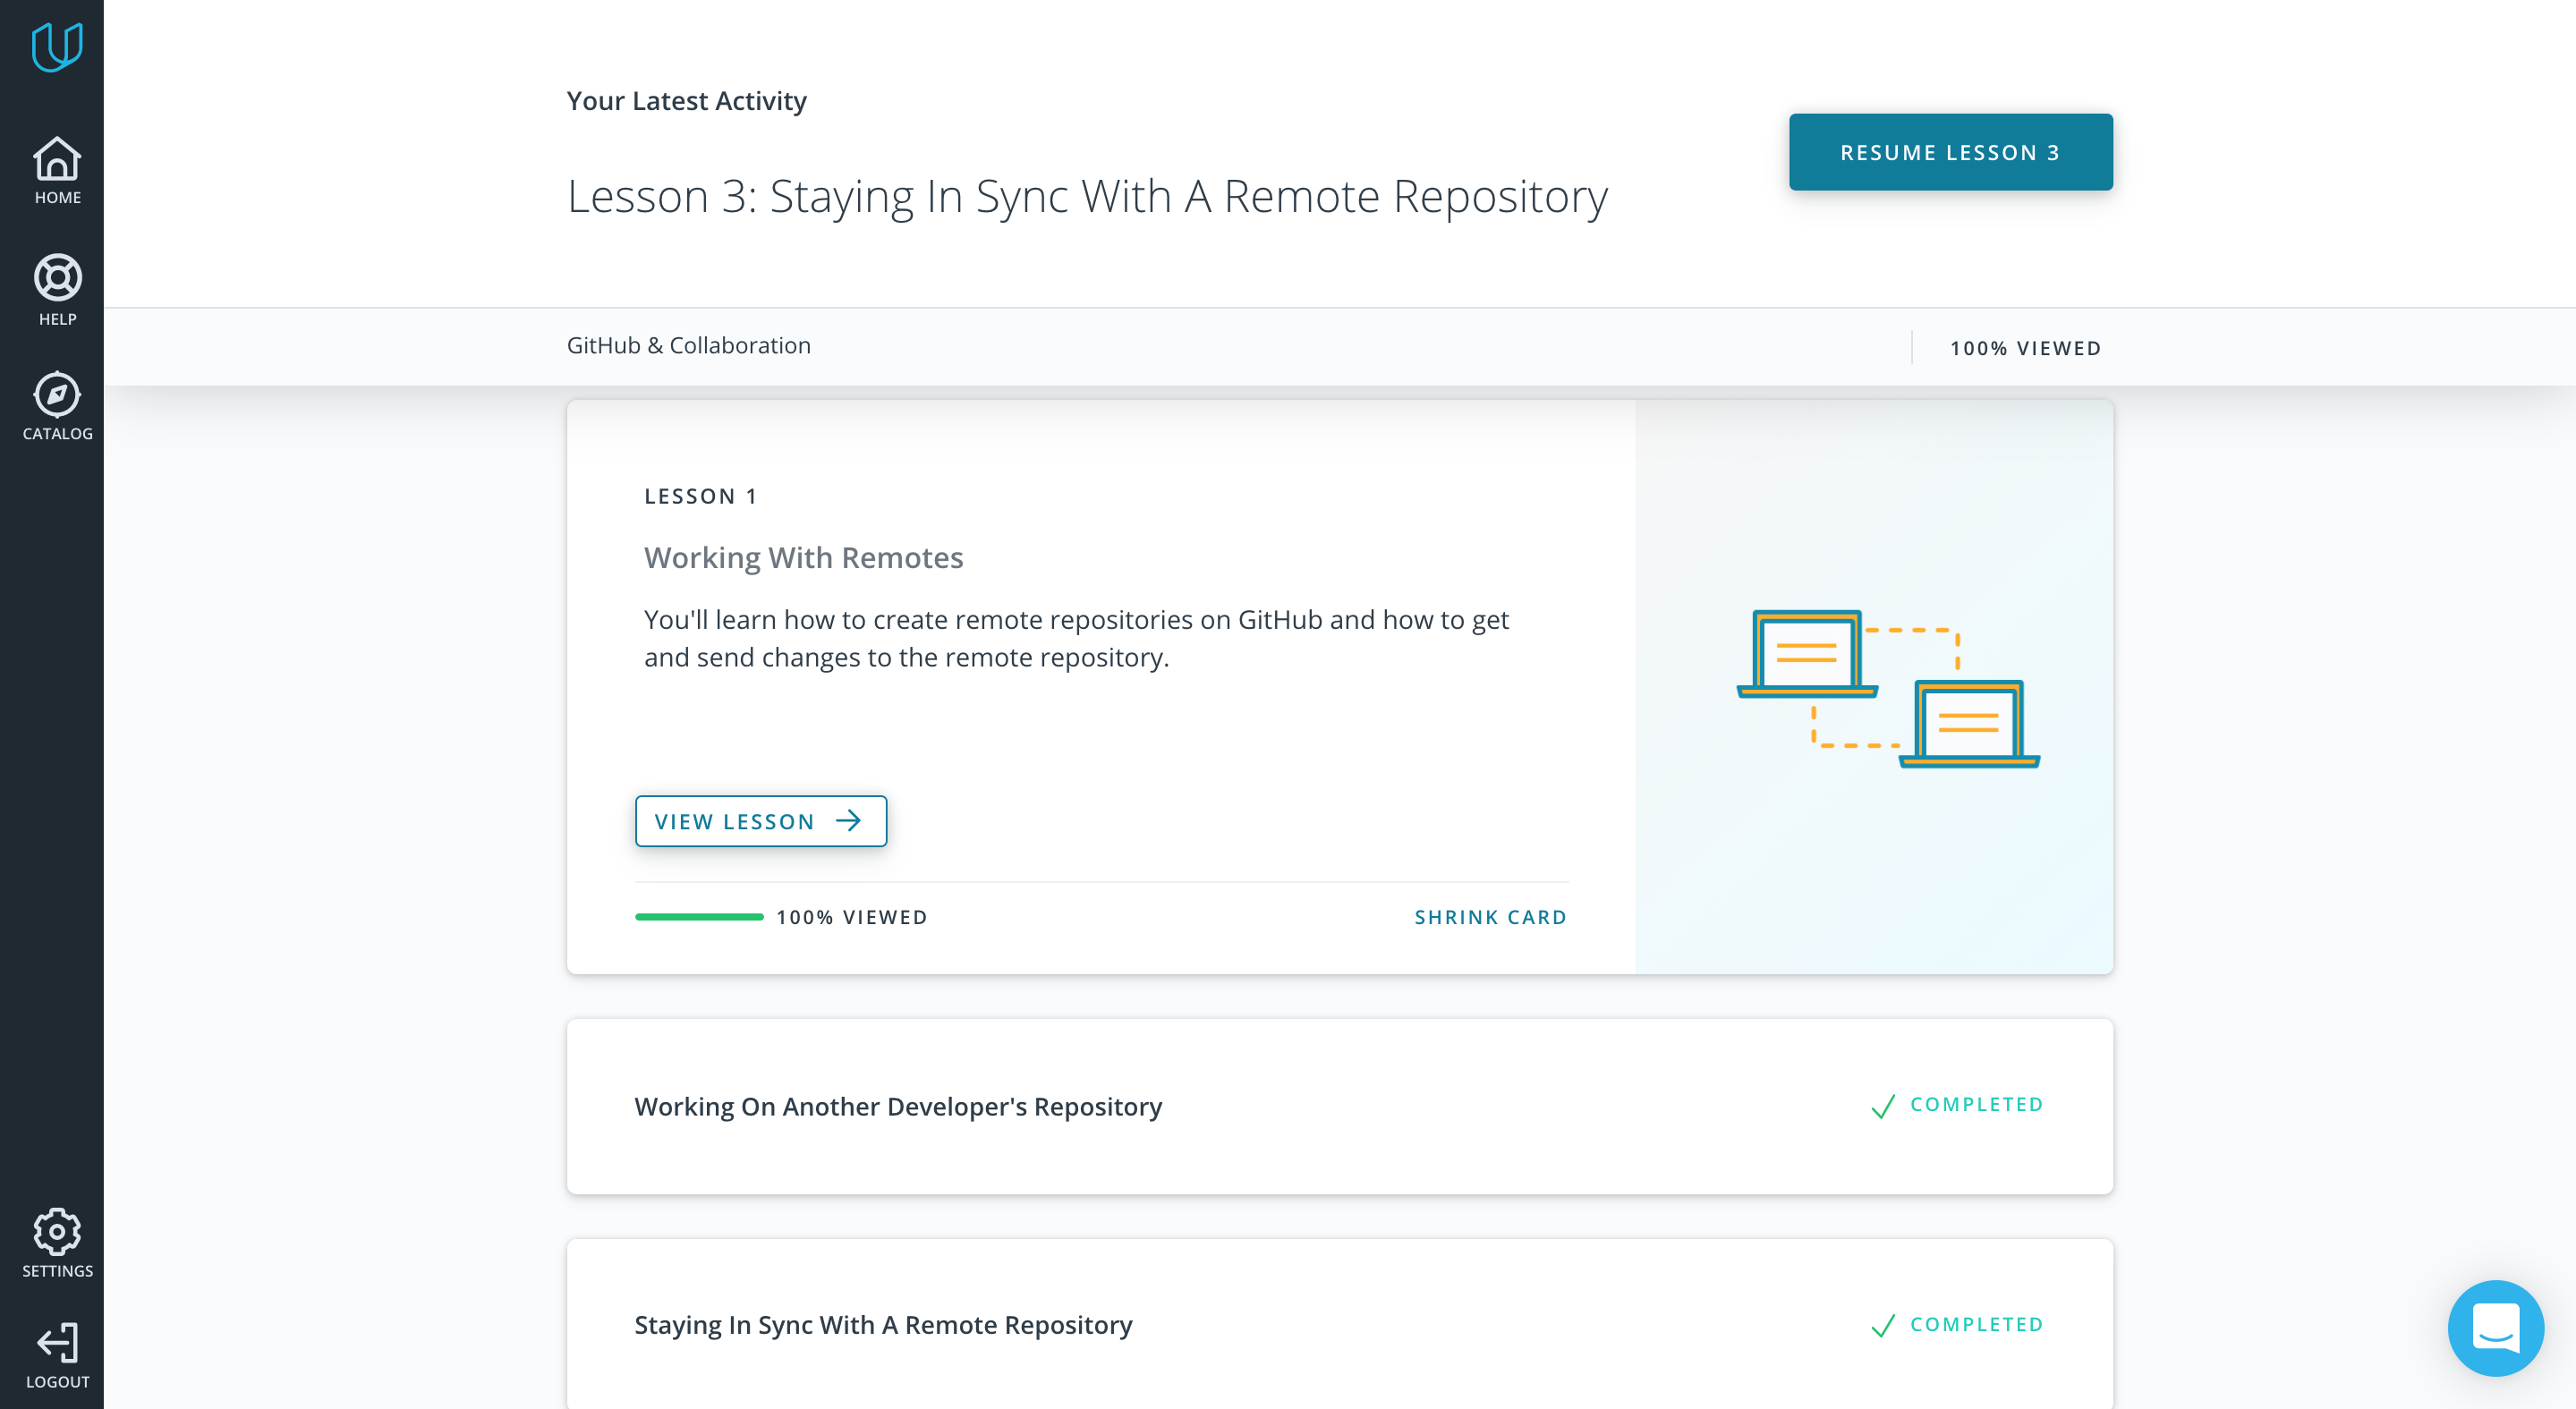 HOME
HELP
CATALOG
SETTINGS
LOGOUT
Your Latest Activity
Lesson 3: Staying In Sync With A Remote Repository
RESUME LESSON 3
GitHub & Collaboration
100% VIEWED
LESSON 1
Working With Remotes
You'll learn how to create remote repositories on GitHub and how to get
and send changes to the remote repository.
VIEW LESSON
100% VIEWED
SHRINK CARD
Working On Another Developer's Repository
COMPLETED
Staying In Sync With A Remote Repository
COMPLETED